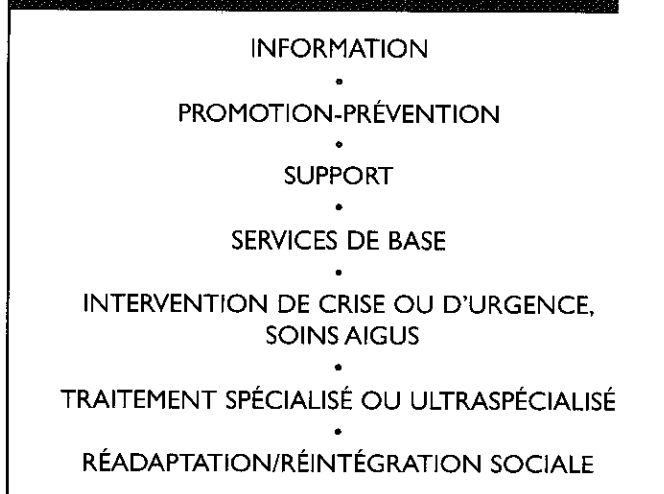 INFORMATION
•
PROMOTION-PRÉVENTION
•
SUPPORT
•
SERVICES DE BASE
•
INTERVENTION DE CRISE OU D'URGENCE,
SOINS AIGUS
•
TRAITEMENT SPÉCIALISÉ OU ULTRASPÉCIALISÉ
•
RÉADAPTATION/RÉINTÉGRATION SOCIALE